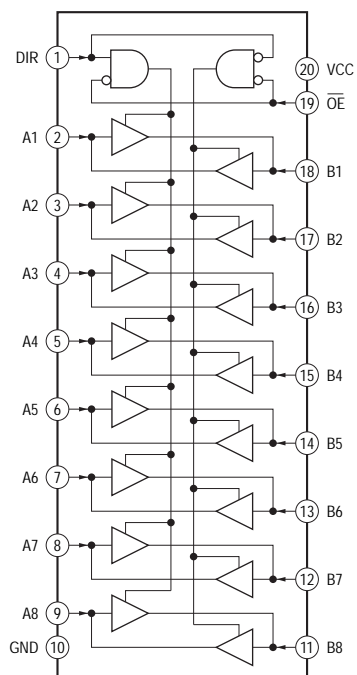 DIR 1
20 VCC
19 OE
A1 2
18 B1
A2 3
17 B2
A3 4
16 B3
A4 5
15 B4
A5 6
14 B5
A6 7
13 B6
A7 8
12 B7
A8 9
GND 10
11 B8